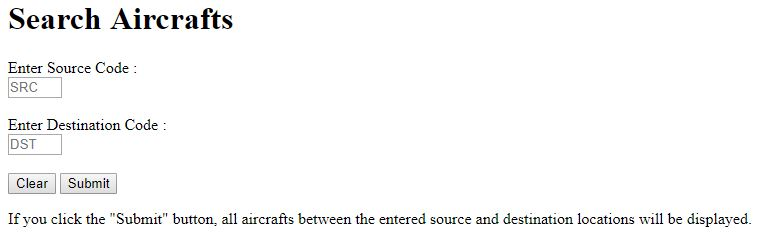 Search Aircrafts
Enter Source Code :
SRC
Enter Destination Code :
DST
Clear Submit
If you click the "Submit" button, all aircrafts between the entered source and destination locations will be displayed.